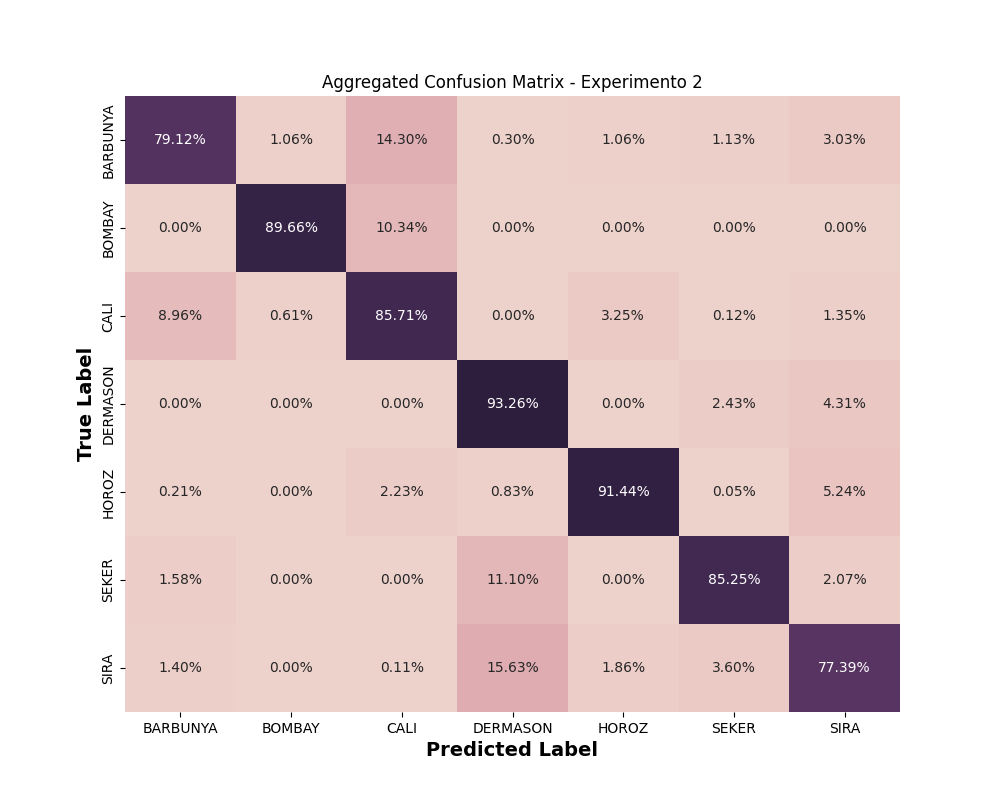 Aggregated Confusion Matrix - Experimento 2
True Label
BARBUNYA 79.12% 1.06% 14.30% 0.30% 1.06% 1.13% 3.03%
BOMBAY 0.00% 89.66% 10.34% 0.00% 0.00% 0.00% 0.00%
CALI 8.96% 0.61% 85.71% 0.00% 3.25% 0.12% 1.35%
DERMASON 0.00% 0.00% 0.00% 93.26% 0.00% 2.43% 4.31%
HOROZ 0.21% 0.00% 2.23% 0.83% 91.44% 0.05% 5.24%
SEKER 1.58% 0.00% 0.00% 11.10% 0.00% 85.25% 2.07%
SIRA 1.40% 0.00% 0.11% 15.63% 1.86% 3.60% 77.39%
BARBUNYA BOMBAY CALI DERMASON HOROZ SEKER SIRA
Predicted Label